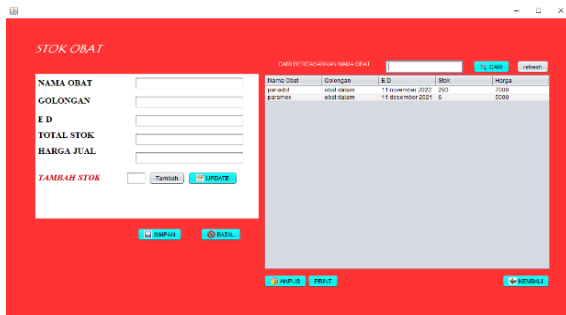 STOK OBAT
CARI BERDASARKAN NAMA OBAT
CARI
refresh
NAMA OBAT
GOLONGAN
E D
TOTAL STOK
HARGA JUAL
TAMBAH STOK
Tambah
UPDATE
SIMPAN
BATAL
Nama Obat Golongan E.D Stok Harga
panadol obat dalam 11 november 2022 293 7000
paramex obat dalam 11 desember 2021 6 5000
HAPUS
PRINT
KEMBALI